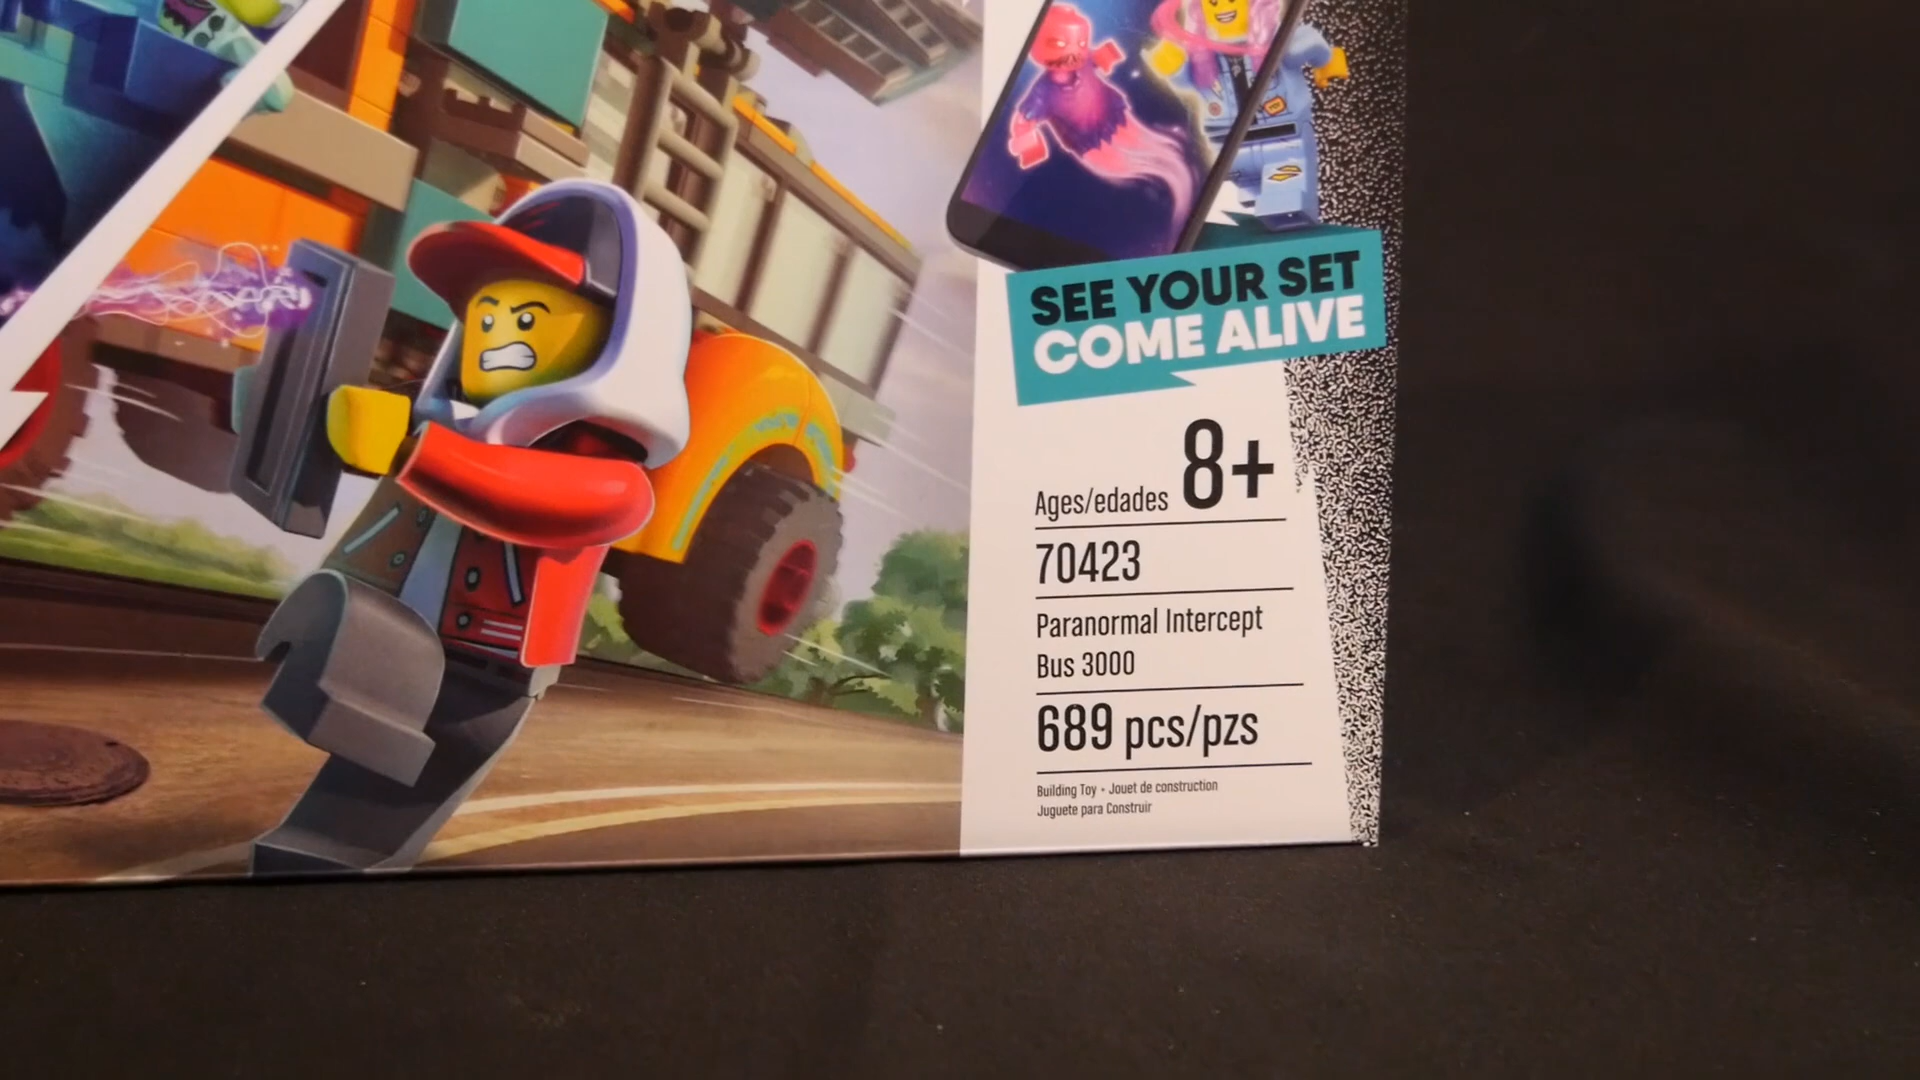 SEE YOUR SET
COME ALIVE
Ages/edades 8+
70423
Paranormal Intercept
Bus 3000
689 pcs/pzs
Building Toy • Jouet de construction
Juguete para Construir